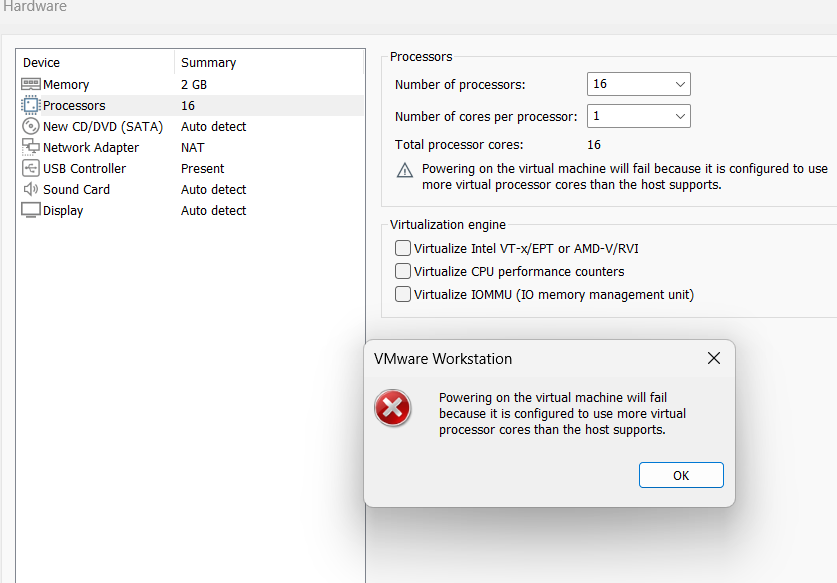 Hardware
Device Summary
Memory 2 GB
Processors 16
New CD/DVD (SATA) Auto detect
Network Adapter NAT
USB Controller Present
Sound Card Auto detect
Display Auto detect
Processors
Number of processors: 16
Number of cores per processor: 1
Total processor cores: 16
Powering on the virtual machine will fail because it is configured to use
more virtual processor cores than the host supports.
Virtualization engine
Virtualize Intel VT-x/EPT or AMD-V/RVI
Virtualize CPU performance counters
Virtualize IOMMU (IO memory management unit)
VMware Workstation
Powering on the virtual machine will fail
because it is configured to use more virtual
processor cores than the host supports.
OK